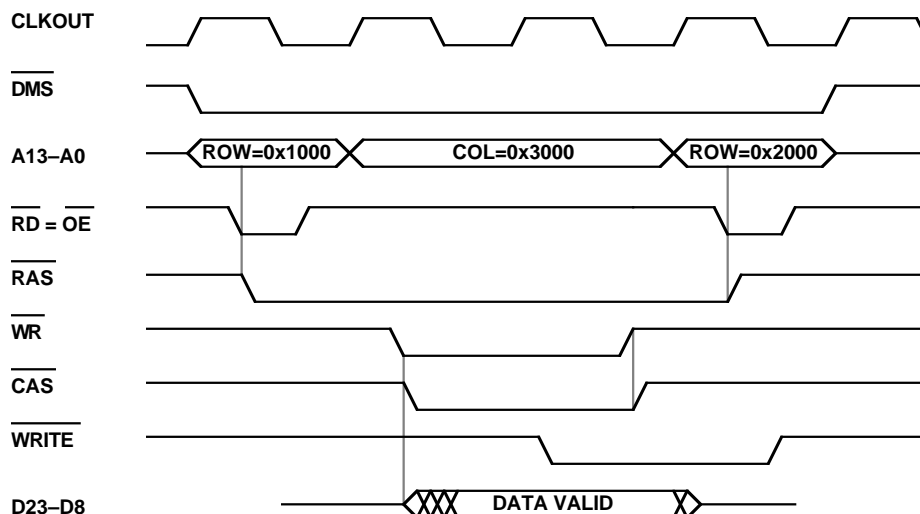 CLKOUT
DMS
A13–A0 ROW=0x1000 COL=0x3000 ROW=0x2000
RD = OE
RAS
WR
CAS
WRITE
D23–D8 DATA VALID